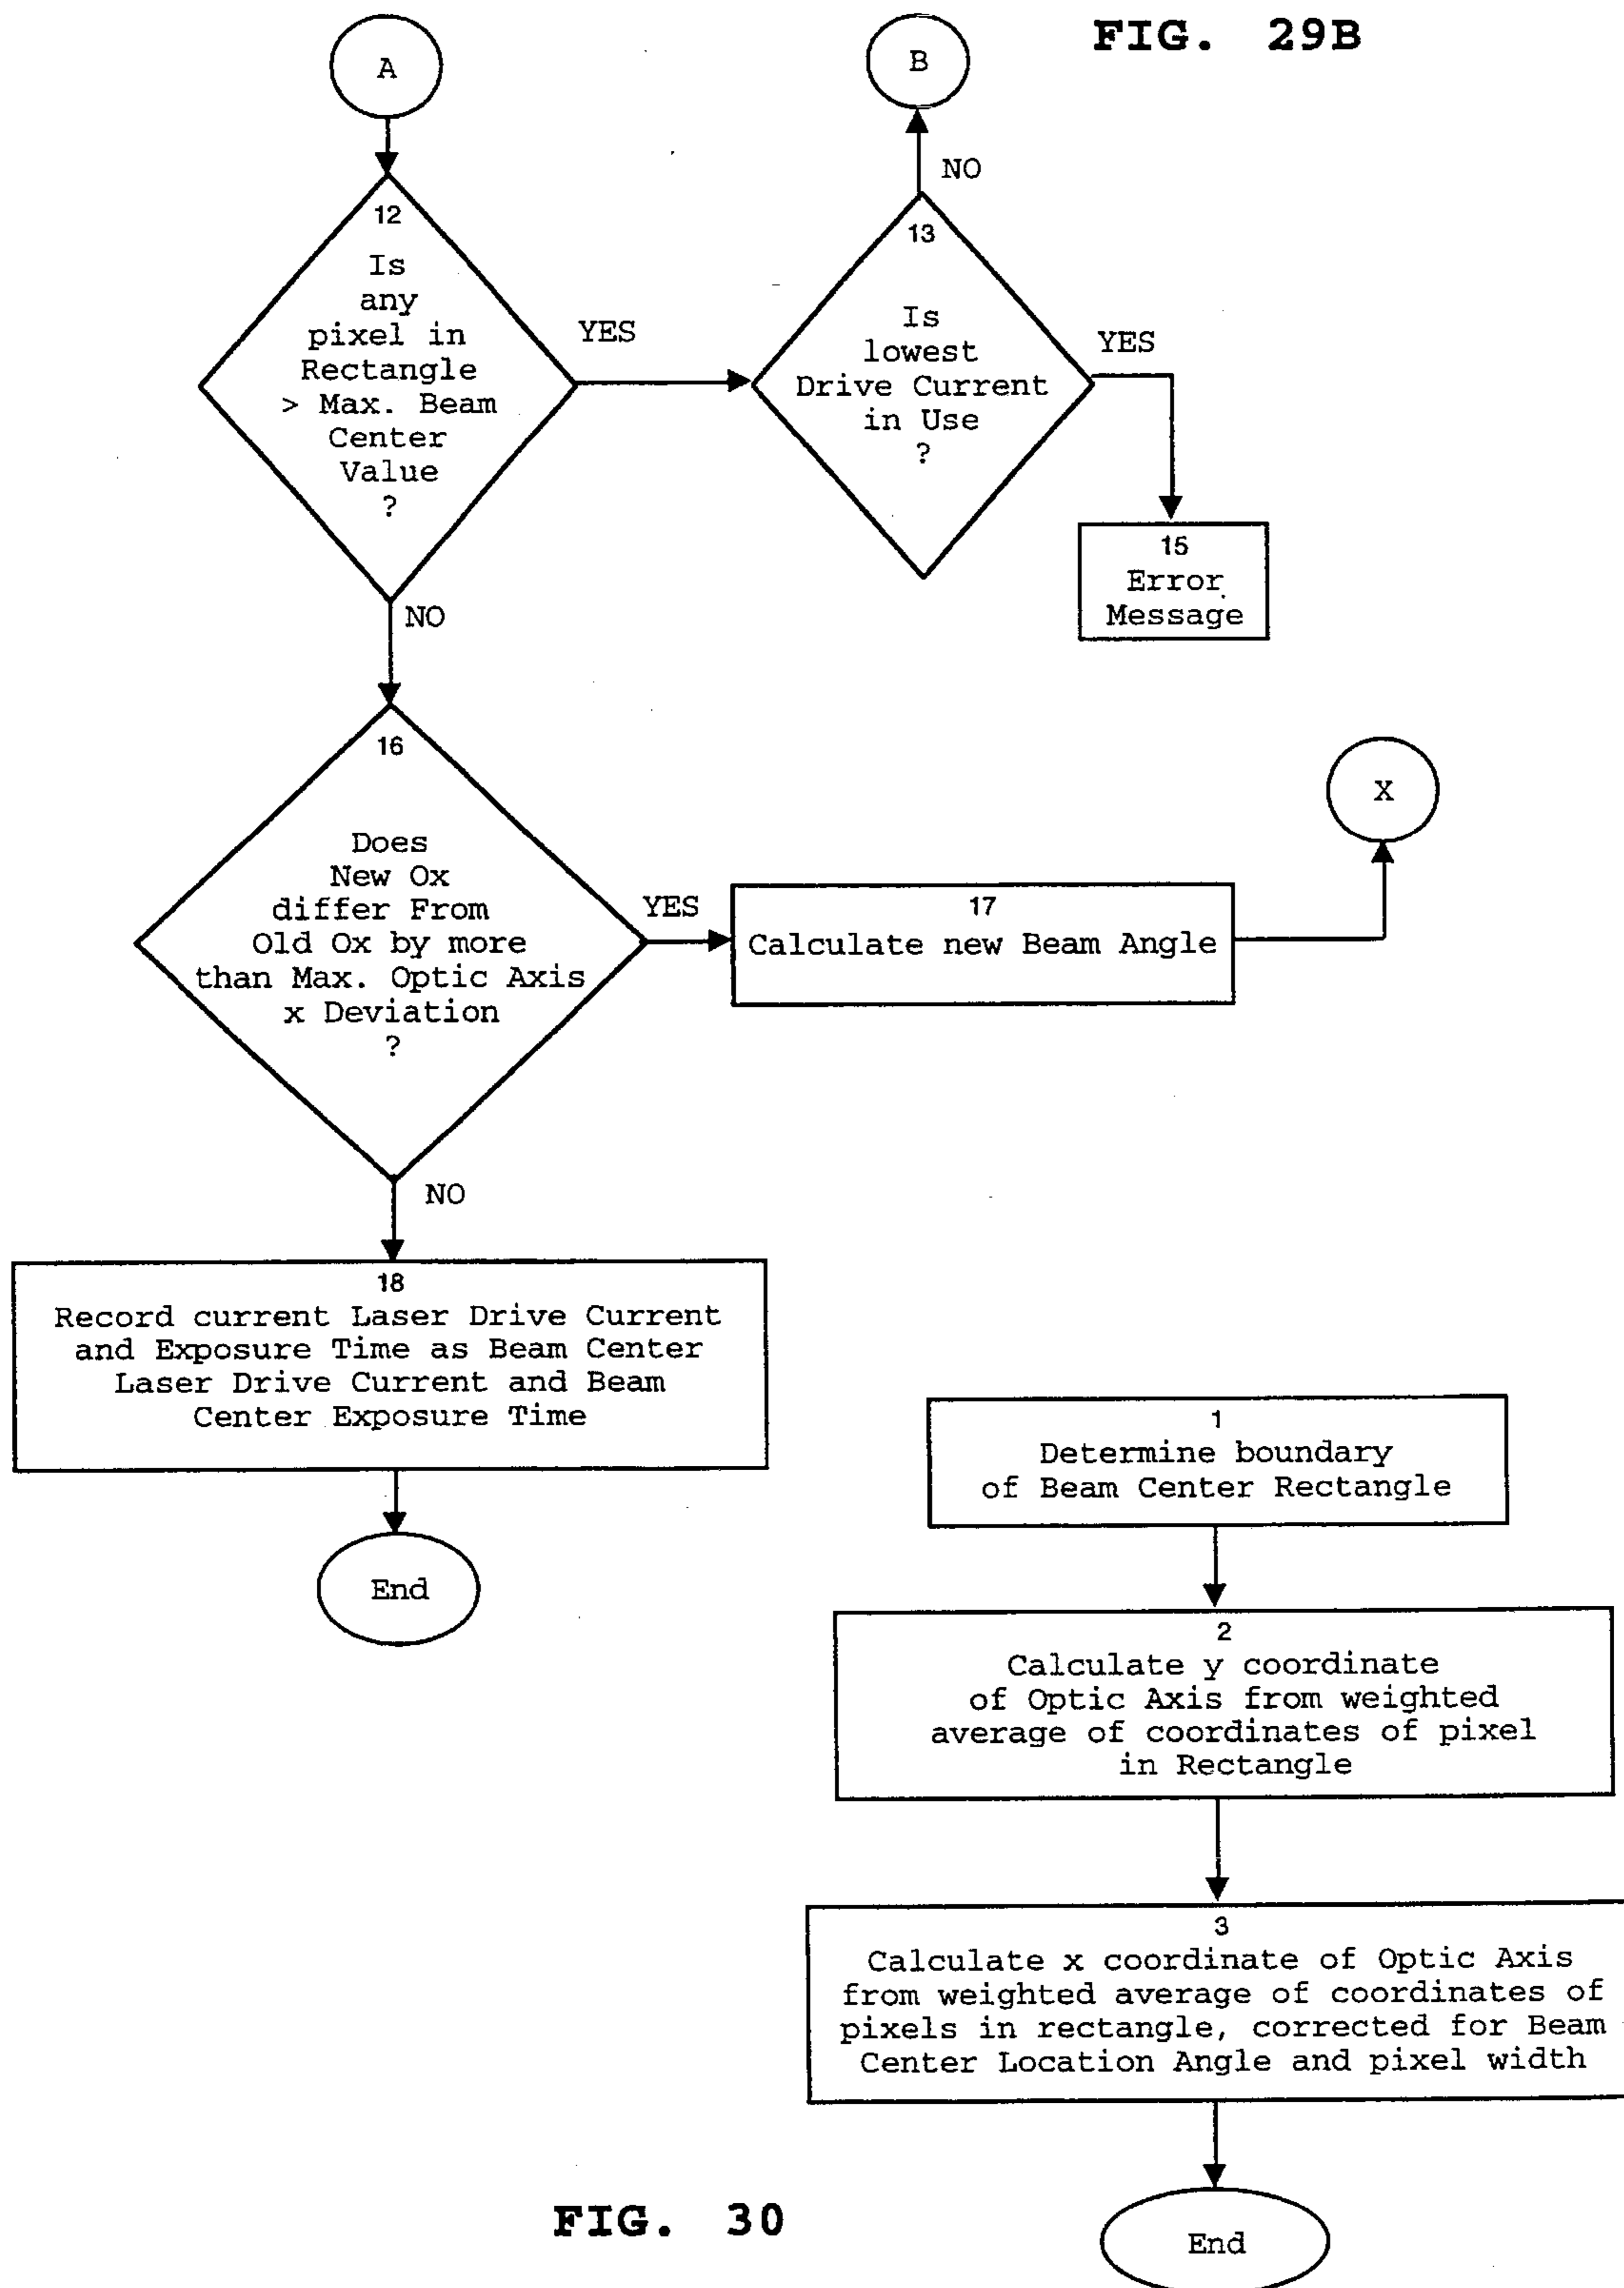 FIG. 29B
A
B
NO
12
Is
any
pixel in
Rectangle
> Max. Beam
Center
Value
?
YES
13
Is
lowest
Drive Current
in Use
?
YES
15
Error
Message
NO
16
Does
New Ox
differ From
Old Ox by more
than Max. Optic Axis
x Deviation
?
YES
17
Calculate new Beam Angle
X
NO
18
Record current Laser Drive Current
and Exposure Time as Beam Center
Laser Drive Current and Beam
Center Exposure Time
End
1
Determine boundary
of Beam Center Rectangle
2
Calculate y coordinate
of Optic Axis from weighted
average of coordinates of pixel
in Rectangle
3
Calculate x coordinate of Optic Axis
from weighted average of coordinates of
pixels in rectangle, corrected for Beam
Center Location Angle and pixel width
End
FIG. 30